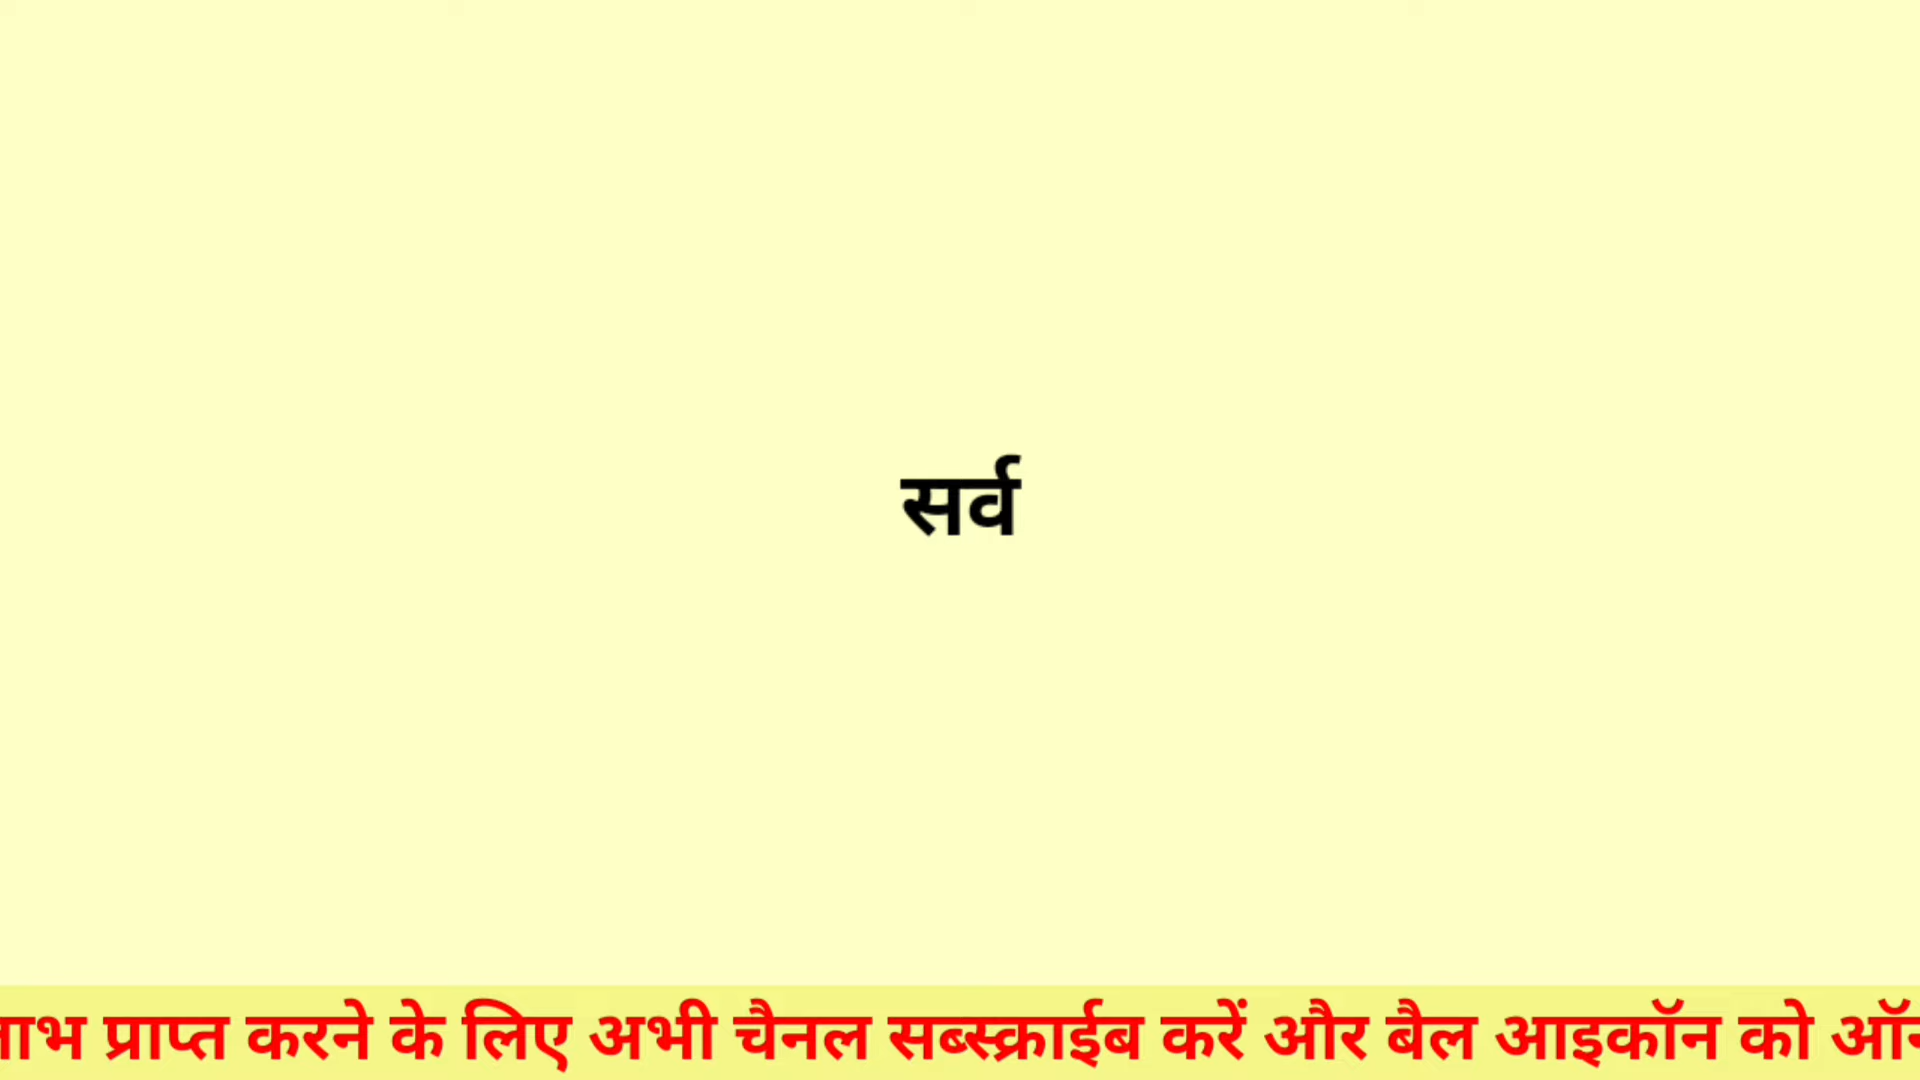 सर्व
प्राप्त करने के लिए अभी चैनल सब्स्क्राईब करें और बैल आइकॉन को